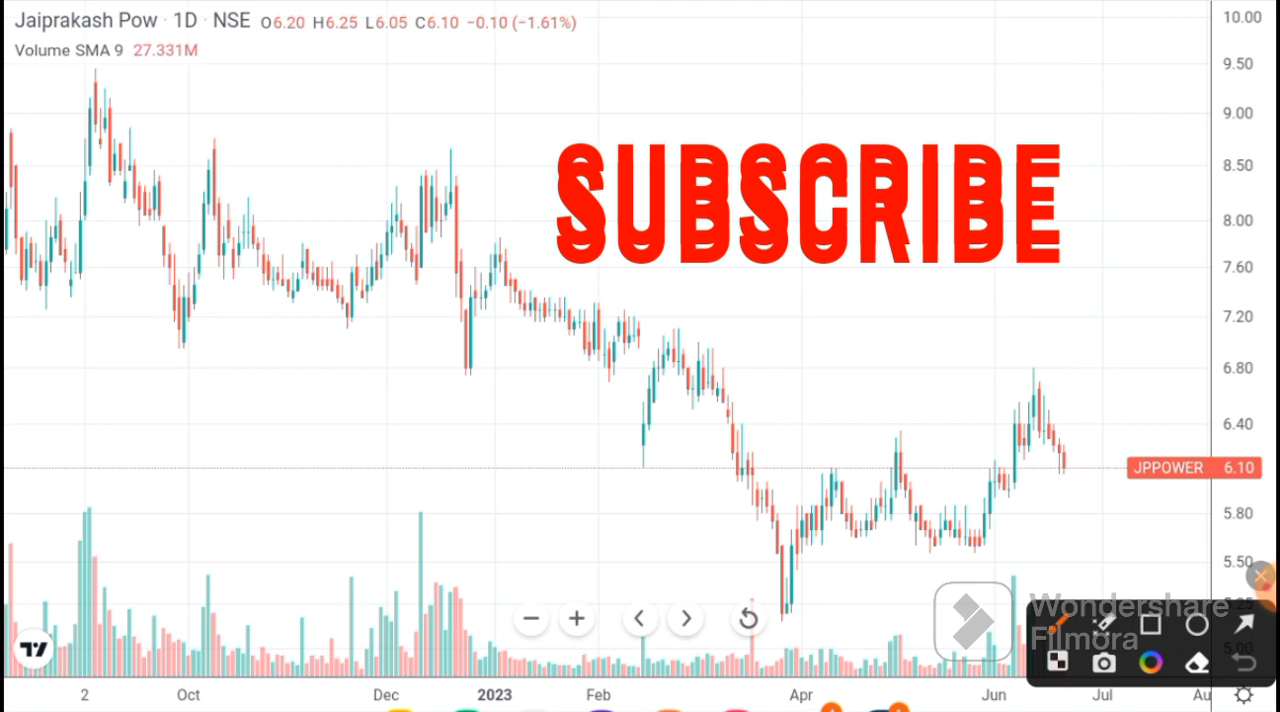 Jaiprakash Pow · 1D · NSE O6.20 H6.25 L6.05 C6.10 −0.10 (−1.61%)
Volume SMA 9 27.331M
SUBSCRIBE
10.00
9.50
9.00
8.50
8.00
7.60
7.20
6.80
6.40
JPPOWER 6.10
5.80
5.50
5.25
5.00
Wondershare
Filmora
2 Oct Dec 2023 Feb Apr Jun Jul Au